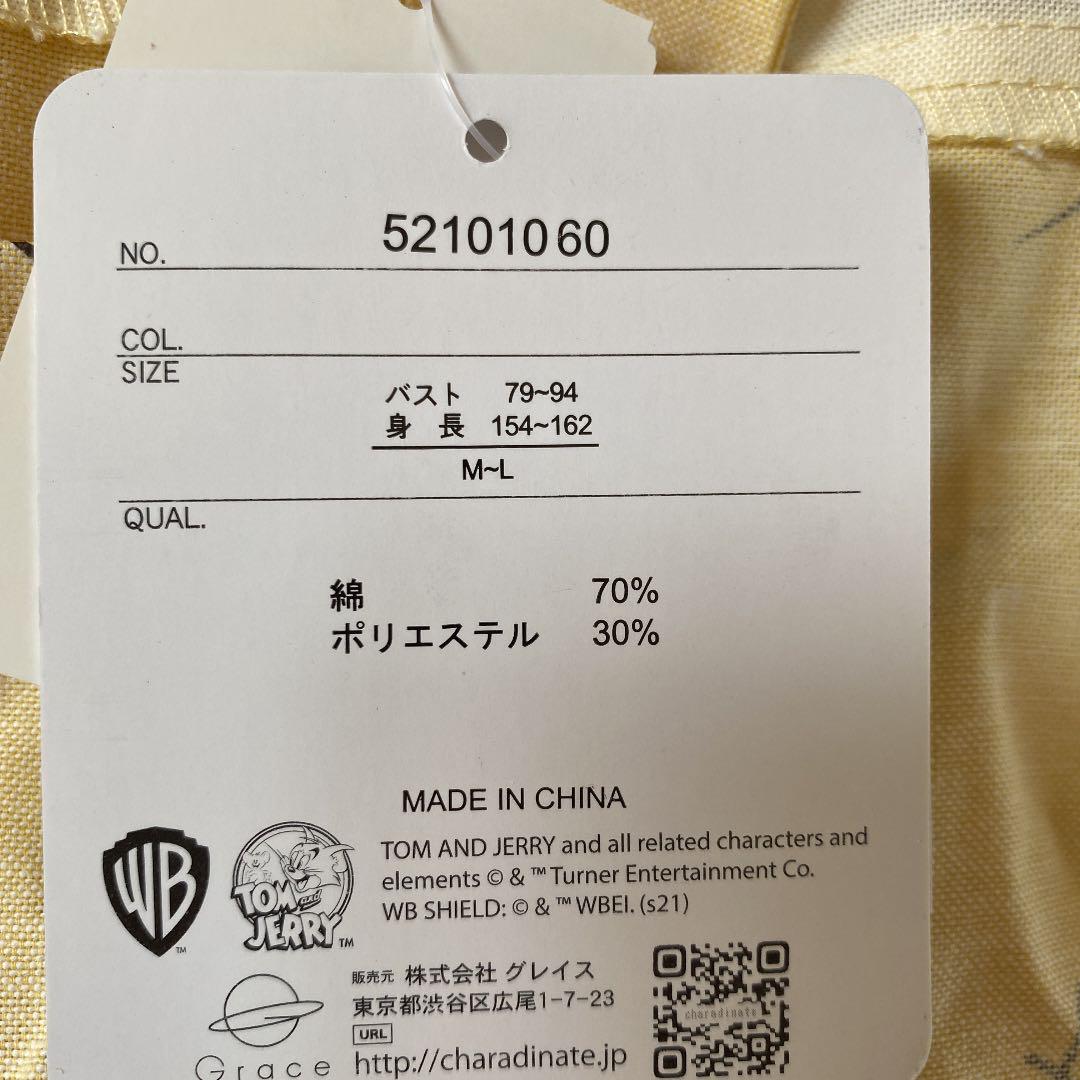 NO. 52101060
COL.
SIZE
バスト 79~94
身 長 154~162
M~L
QUAL.
綿 70%
ポリエステル 30%
MADE IN CHINA
WB TM
TOM AND JERRY TM
TOM AND JERRY and all related characters and
elements © & ™ Turner Entertainment Co.
WB SHIELD: © & ™ WBEI. (s21)
Grace
販売元 株式会社 グレイス
東京都渋谷区広尾1-7-23
URL
http://charadinate.jp
charadinate